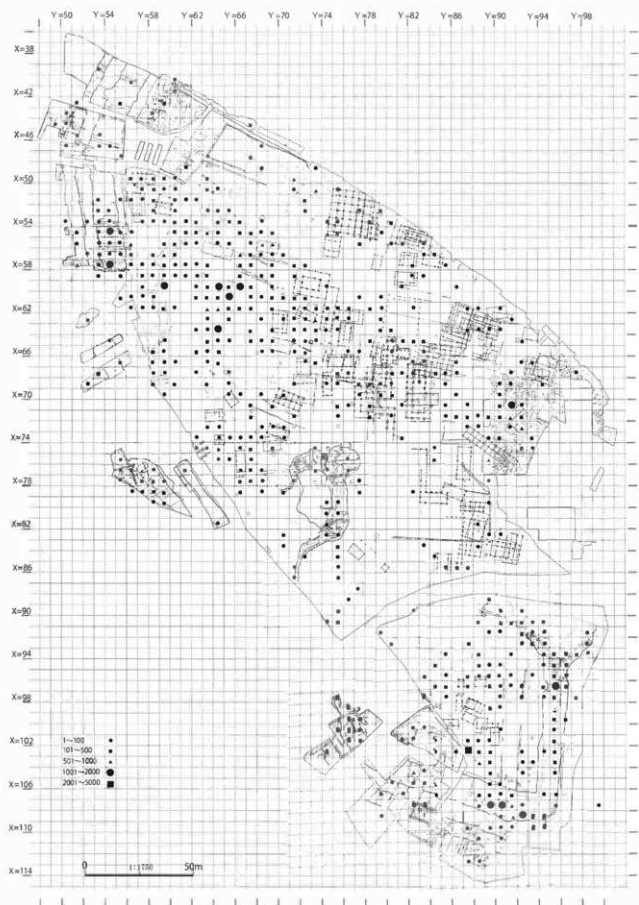 Y=50 Y=54 Y=58 Y=62 Y=66 Y=70 Y=74 Y=78 Y=82 Y=86 Y=90 Y=94 Y=98
X=38
X=42
X=46
X=50
X=54
X=58
X=62
X=66
X=70
X=74
X=78
X=82
X=86
X=90
X=94
X=98
X=102
X=106
X=110
X=114
1～100
101～500
501～1000
1001～2000
2001～5000
0 50m